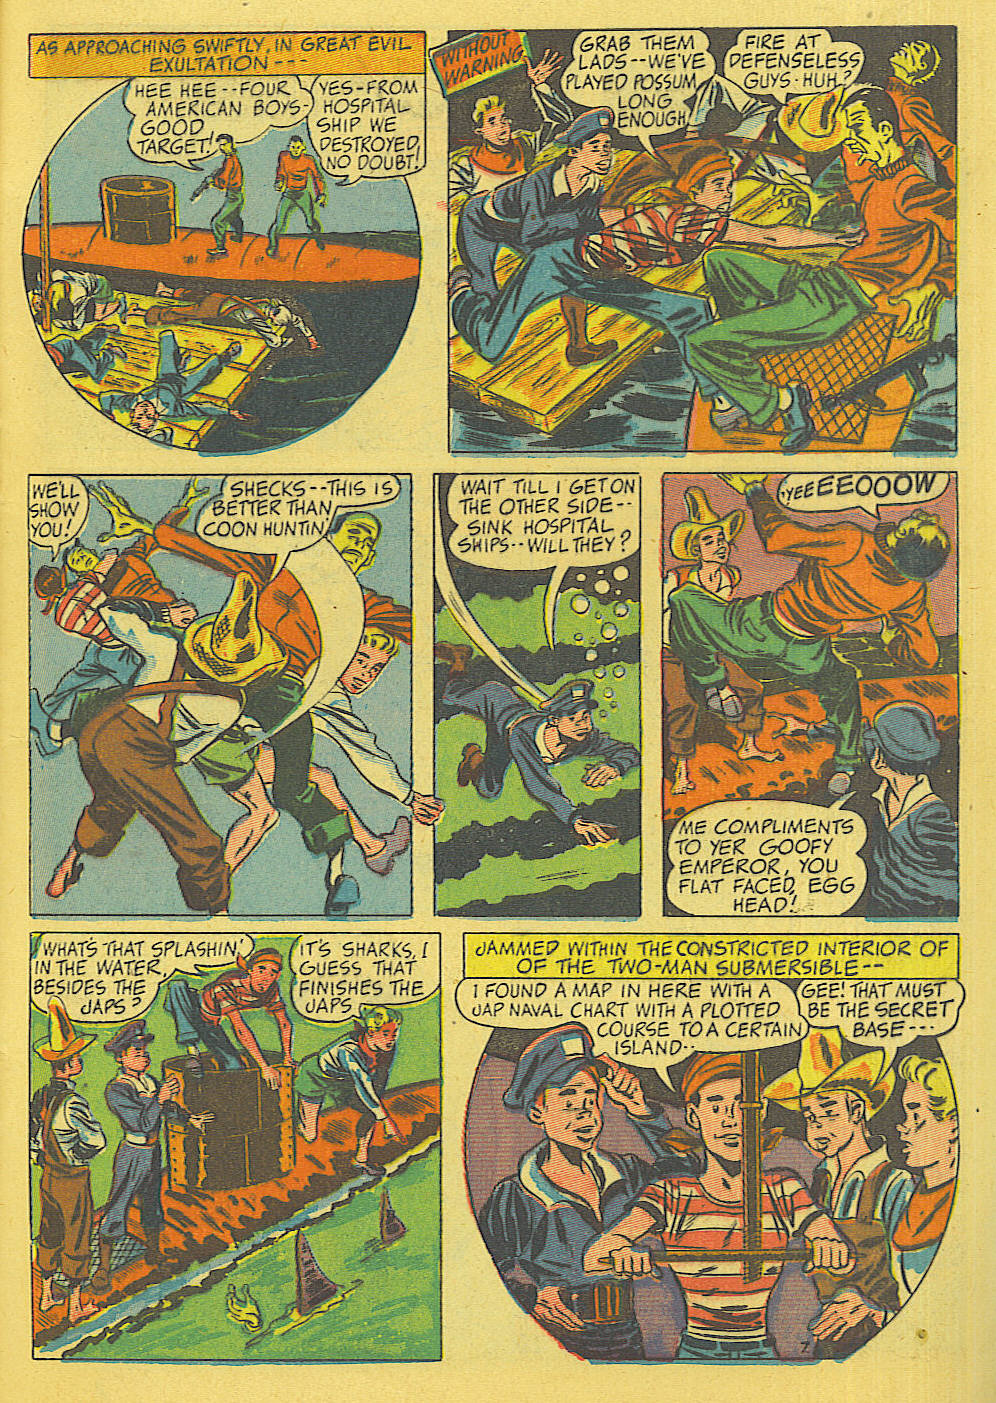 AS APPROACHING SWIFTLY, IN GREAT EVIL
EXULTATION---
HEE HEE--FOUR
AMERICAN BOYS-
GOOD
TARGET!
YES-FROM
HOSPITAL
SHIP WE
DESTROYED,
NO DOUBT!
WITHOUT
WARNING
GRAB THEM
LADS--WE'VE
PLAYED POSSUM
LONG
ENOUGH!
FIRE AT
DEFENSELESS
GUYS-HUH?
WE'LL
SHOW
YOU!
SHECKS--THIS IS
BETTER THAN
COON HUNTIN'
WAIT TILL I GET ON
THE OTHER SIDE--
SINK HOSPITAL
SHIPS--WILL THEY?
YEEEEEOOOW
ME COMPLIMENTS
TO YER GOOFY
EMPEROR, YOU
FLAT FACED, EGG
HEAD!
WHAT'S THAT SPLASHIN'
IN THE WATER,
BESIDES THE
JAPS?
IT'S SHARKS, I
GUESS THAT
FINISHES THE
JAPS
JAMMED WITHIN THE CONSTRICTED INTERIOR OF
OF THE TWO-MAN SUBMERSIBLE--
I FOUND A MAP IN HERE WITH A
JAP NAVAL CHART WITH A PLOTTED
COURSE TO A CERTAIN
ISLAND--
GEE! THAT MUST
BE THE SECRET
BASE---
7